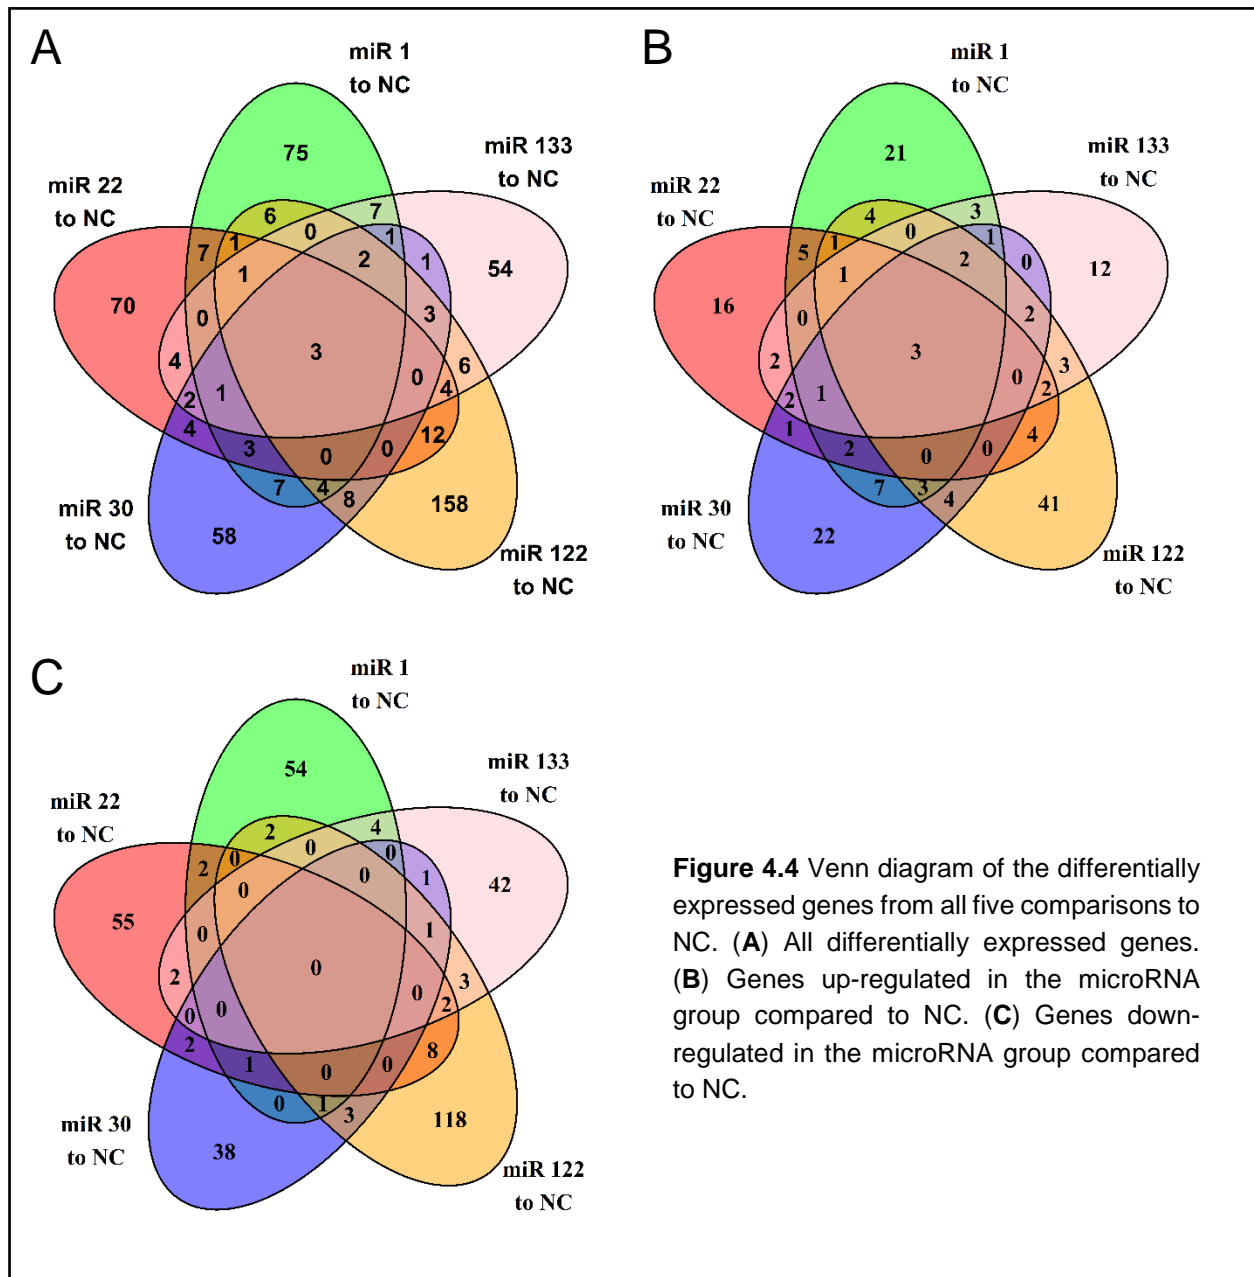 A
miR 1
to NC
miR 133
to NC
miR 22
to NC
miR 30
to NC
miR 122
to NC
75
6
0
7
1
1
54
7
1
1
2
3
70
0
3
6
4
0
4
2
1
4
3
0
0
12
7
4
8
158
58
B
miR 1
to NC
miR 133
to NC
miR 22
to NC
miR 30
to NC
miR 122
to NC
21
4
0
3
1
0
12
5
1
1
2
2
16
0
3
3
2
0
2
2
1
1
2
0
0
4
7
3
4
41
22
C
miR 1
to NC
miR 133
to NC
miR 22
to NC
miR 30
to NC
miR 122
to NC
54
2
0
4
0
1
42
2
0
0
0
1
55
0
0
3
2
0
2
0
0
2
1
0
0
8
0
1
3
118
38
Figure 4.4 Venn diagram of the differentially
expressed genes from all five comparisons to
NC. (A) All differentially expressed genes.
(B) Genes up-regulated in the microRNA
group compared to NC. (C) Genes down-
regulated in the microRNA group compared
to NC.